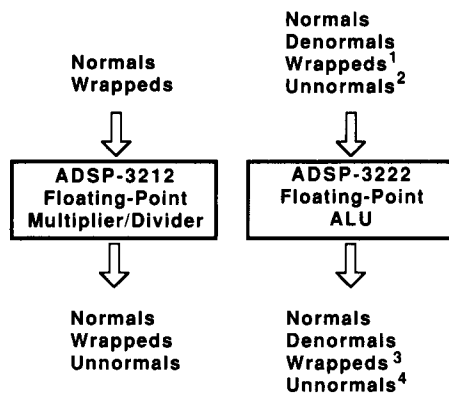 Normals
Wrappeds
ADSP-3212
Floating-Point
Multiplier/Divider
Normals
Wrappeds
Unnormals
Normals
Denormals
Wrappeds¹
Unnormals²
ADSP-3222
Floating-Point
ALU
Normals
Denormals
Wrappeds³
Unnormals⁴